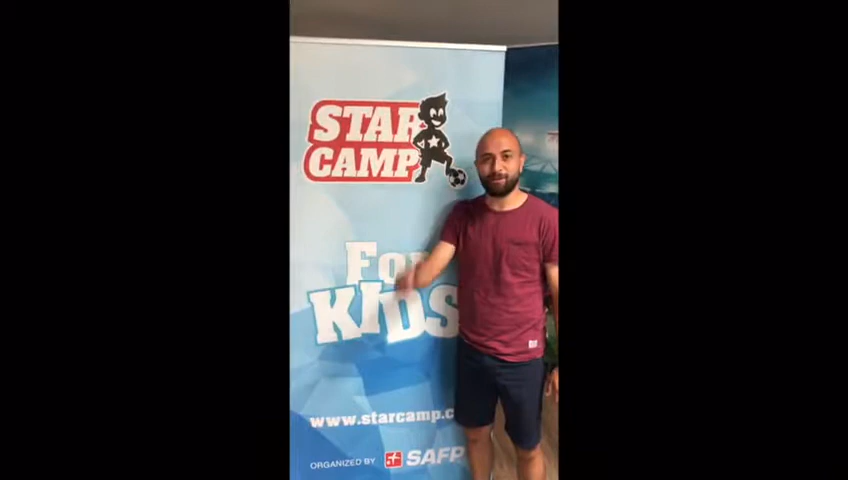 STAR
CAMP
For
KIDS
www.starcamp.c
ORGANIZED BY SAFP